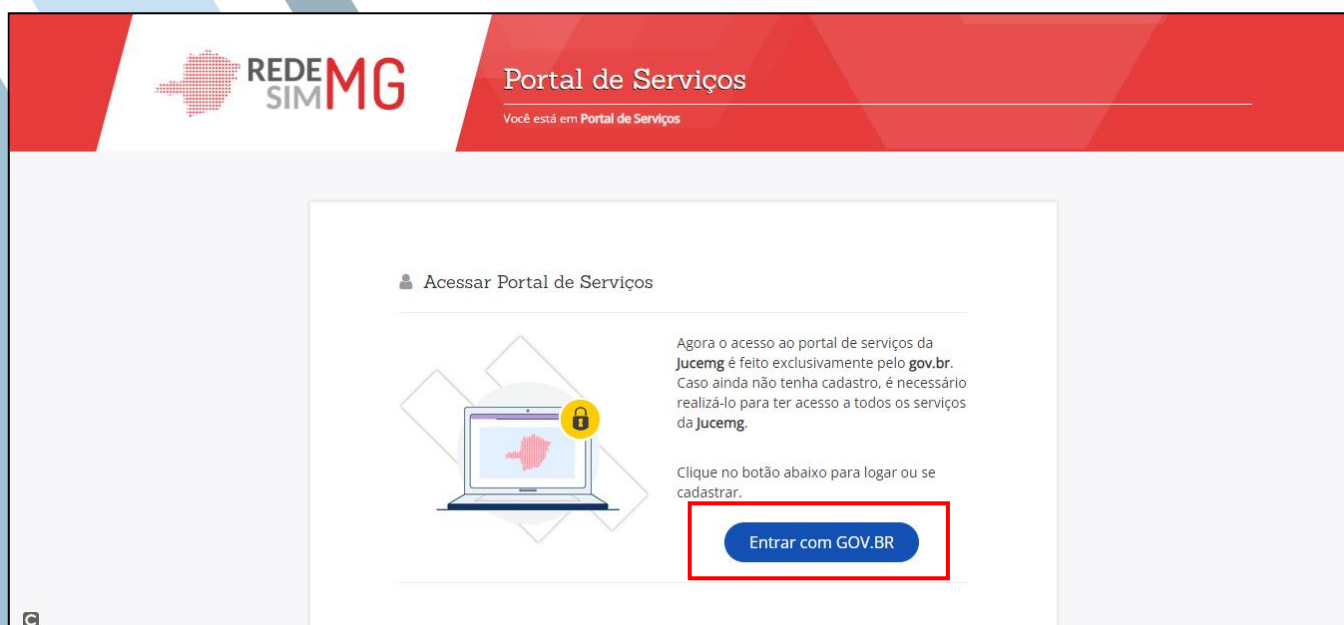 REDE
SIM
MG
Portal de Serviços
Você está em Portal de Serviços
Acessar Portal de Serviços
Agora o acesso ao portal de serviços da
Jucemg é feito exclusivamente pelo gov.br.
Caso ainda não tenha cadastro, é necessário
realizá-lo para ter acesso a todos os serviços
da Jucemg.
Clique no botão abaixo para logar ou se
cadastrar.
Entrar com GOV.BR
C